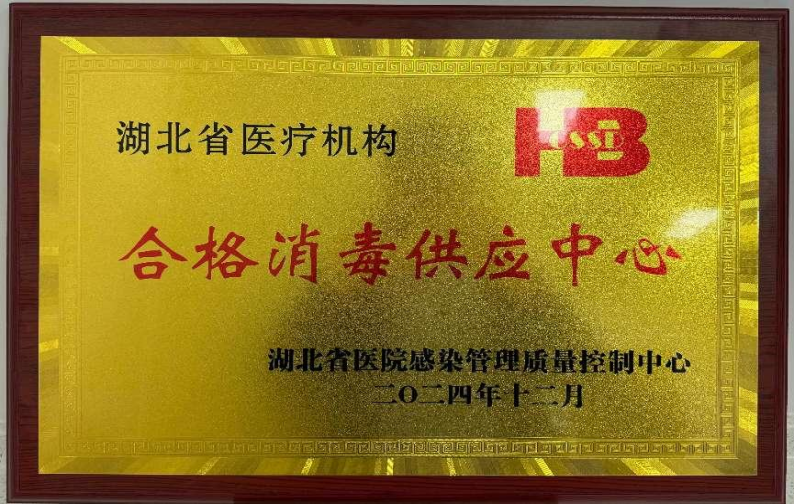 湖北省医疗机构
HB
CSSD
合格消毒供应中心
湖北省医院感染管理质量控制中心
二〇二四年十二月